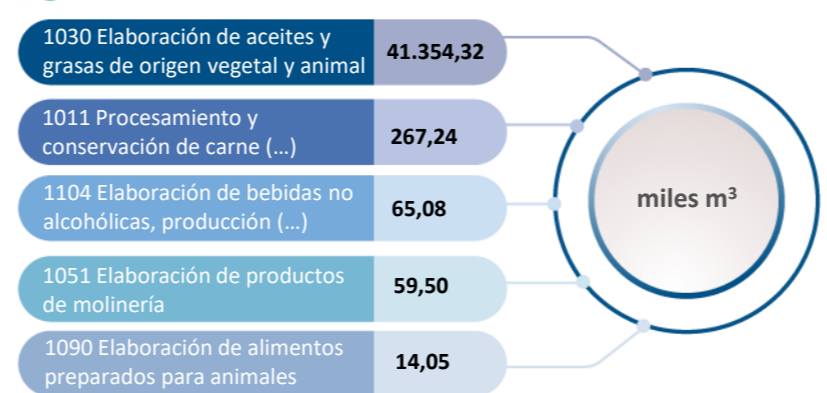 1030 Elaboración de aceites y
grasas de origen vegetal y animal
41.354,32
1011 Procesamiento y
conservación de carne (...)
267,24
1104 Elaboración de bebidas no
alcohólicas, producción (...)
65,08
1051 Elaboración de productos
de molinería
59,50
1090 Elaboración de alimentos
preparados para animales
14,05
miles m³